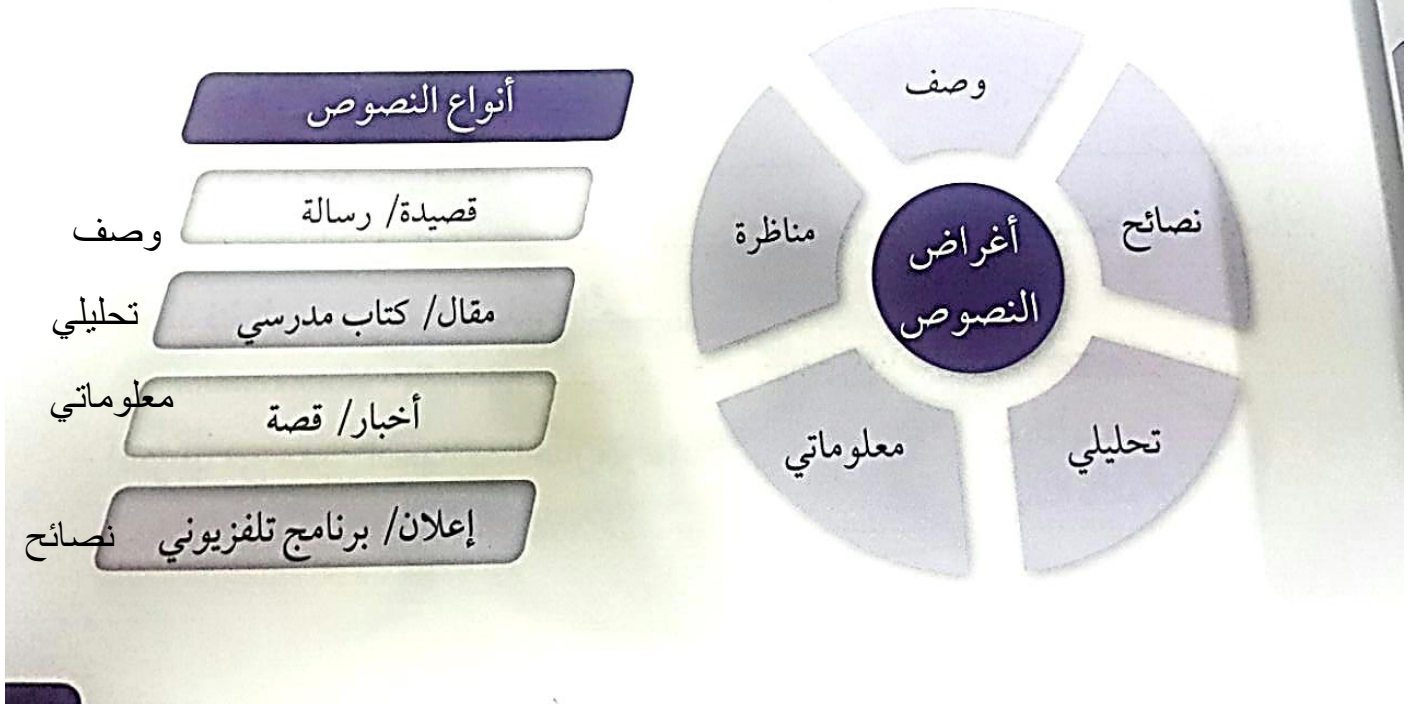 وصف
نصائح
أغراض
النصوص
مناظرة
تحليلي
معلوماتي
أنواع النصوص
قصيدة/ رسالة
وصف
مقال/ كتاب مدرسي
تحليلي
أخبار/ قصة
معلوماتي
إعلان/ برنامج تلفزيوني
نصائح